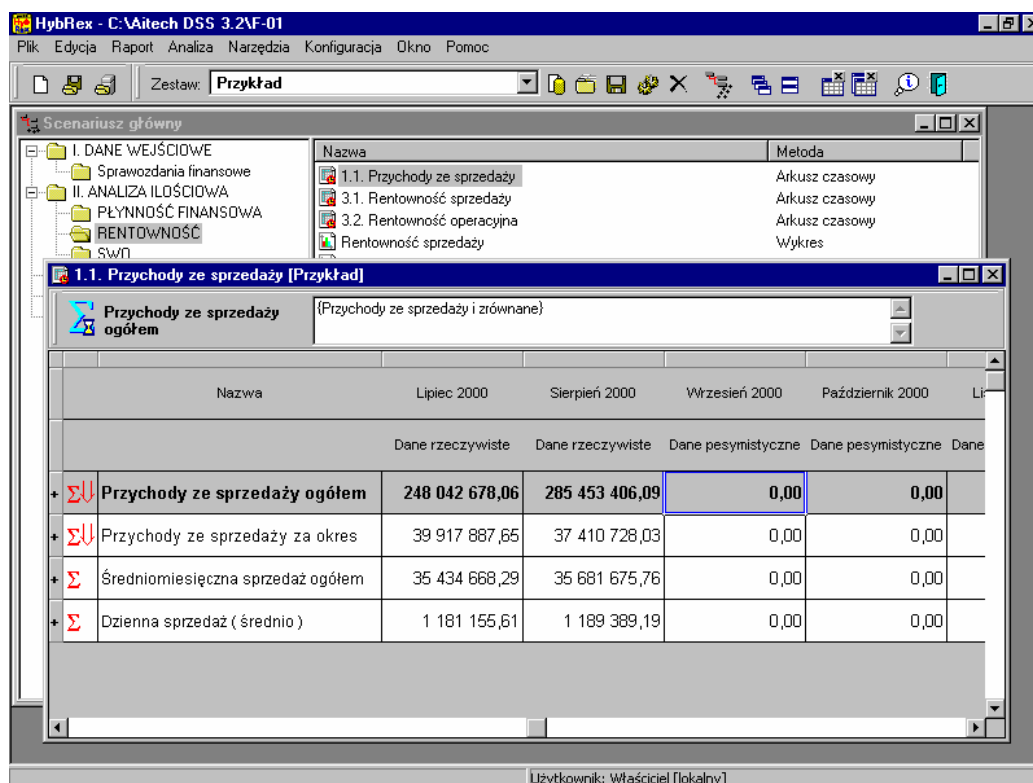 HybRex - C:\Aitech DSS 3.2\F-01
Plik Edycja Raport Analiza Narzędzia Konfiguracja Okno Pomoc
Zestaw: Przykład
Scenariusz główny
I. DANE WEJŚCIOWE
Sprawozdania finansowe
II. ANALIZA ILOŚCIOWA
PŁYNNOŚĆ FINANSOWA
RENTOWNOŚĆ
SWO
Nazwa Metoda
1.1. Przychody ze sprzedaży Arkusz czasowy
3.1. Rentowność sprzedaży Arkusz czasowy
3.2. Rentowność operacyjna Arkusz czasowy
Rentowność sprzedaży Wykres
1.1. Przychody ze sprzedaży [Przykład]
Przychody ze sprzedaży
ogółem
{Przychody ze sprzedaży i zrównane}
Nazwa Lipiec 2000 Sierpień 2000 Wrzesień 2000 Październik 2000
Dane rzeczywiste Dane rzeczywiste Dane pesymistyczne Dane pesymistyczne Dane
+ Σ Przychody ze sprzedaży ogółem 248 042 678,06 285 453 406,09 0,00 0,00
+ Σ Przychody ze sprzedaży za okres 39 917 887,65 37 410 728,03 0,00 0,00
+ Σ Średniomiesięczna sprzedaż ogółem 35 434 668,29 35 681 675,76 0,00 0,00
+ Σ Dzienna sprzedaż ( średnio ) 1 181 155,61 1 189 389,19 0,00 0,00
Użytkownik: Właściciel [lokalny]